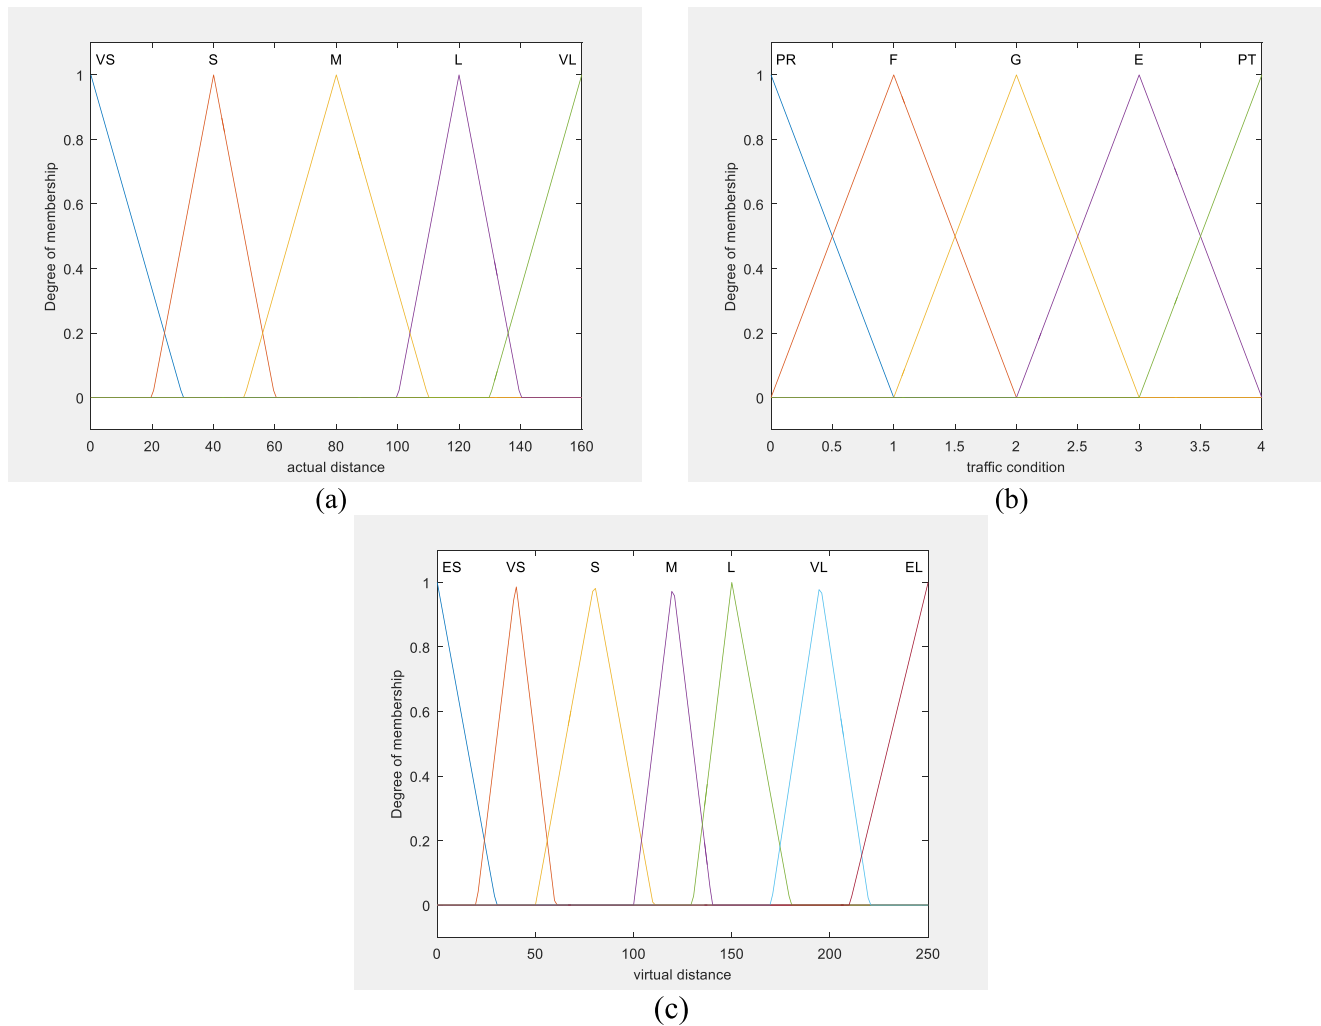 VS S M L VL
1
0.8
0.6
0.4
0.2
0
Degree of membership
0 20 40 60 80 100 120 140 160
actual distance
(a)
PR F G E PT
1
0.8
0.6
0.4
0.2
0
Degree of membership
0 0.5 1 1.5 2 2.5 3 3.5 4
traffic condition
(b)
ES VS S M L VL EL
1
0.8
0.6
0.4
0.2
0
Degree of membership
0 50 100 150 200 250
virtual distance
(c)